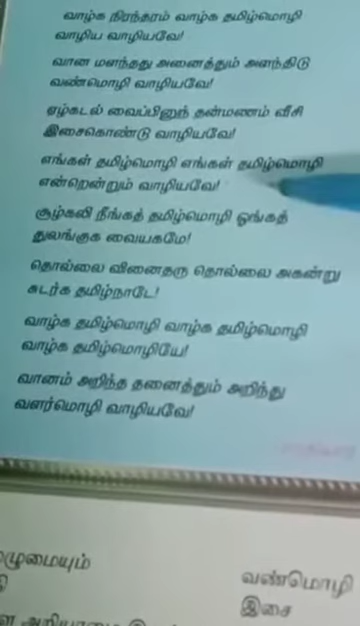 வாழ்க நிரந்தரம் வாழ்க தமிழ்மொழி
வாழிய வாழியவே!
வான மளந்தது அனைத்தும் அளந்திடு
வண்மொழி வாழியவே!
ஏழ்கடல் வைப்பினுந் தன்மணம் வீசி
இசைகொண்டு வாழியவே!
எங்கள் தமிழ்மொழி எங்கள் தமிழ்மொழி
என்றென்றும் வாழியவே!
சூழ்கலி நீங்கத் தமிழ்மொழி ஓங்கத்
துலங்குக வையகமே!
தொல்லை வினைதரு தொல்லை அகன்று
சுடர்க தமிழ்நாடே!
வாழ்க தமிழ்மொழி வாழ்க தமிழ்மொழி
வாழ்க தமிழ்மொழியே!
வானம் அறிந்த தனைத்தும் அறிந்து
வளர்மொழி வாழியவே!
ழுமையும்
வண்மொழி
இசை